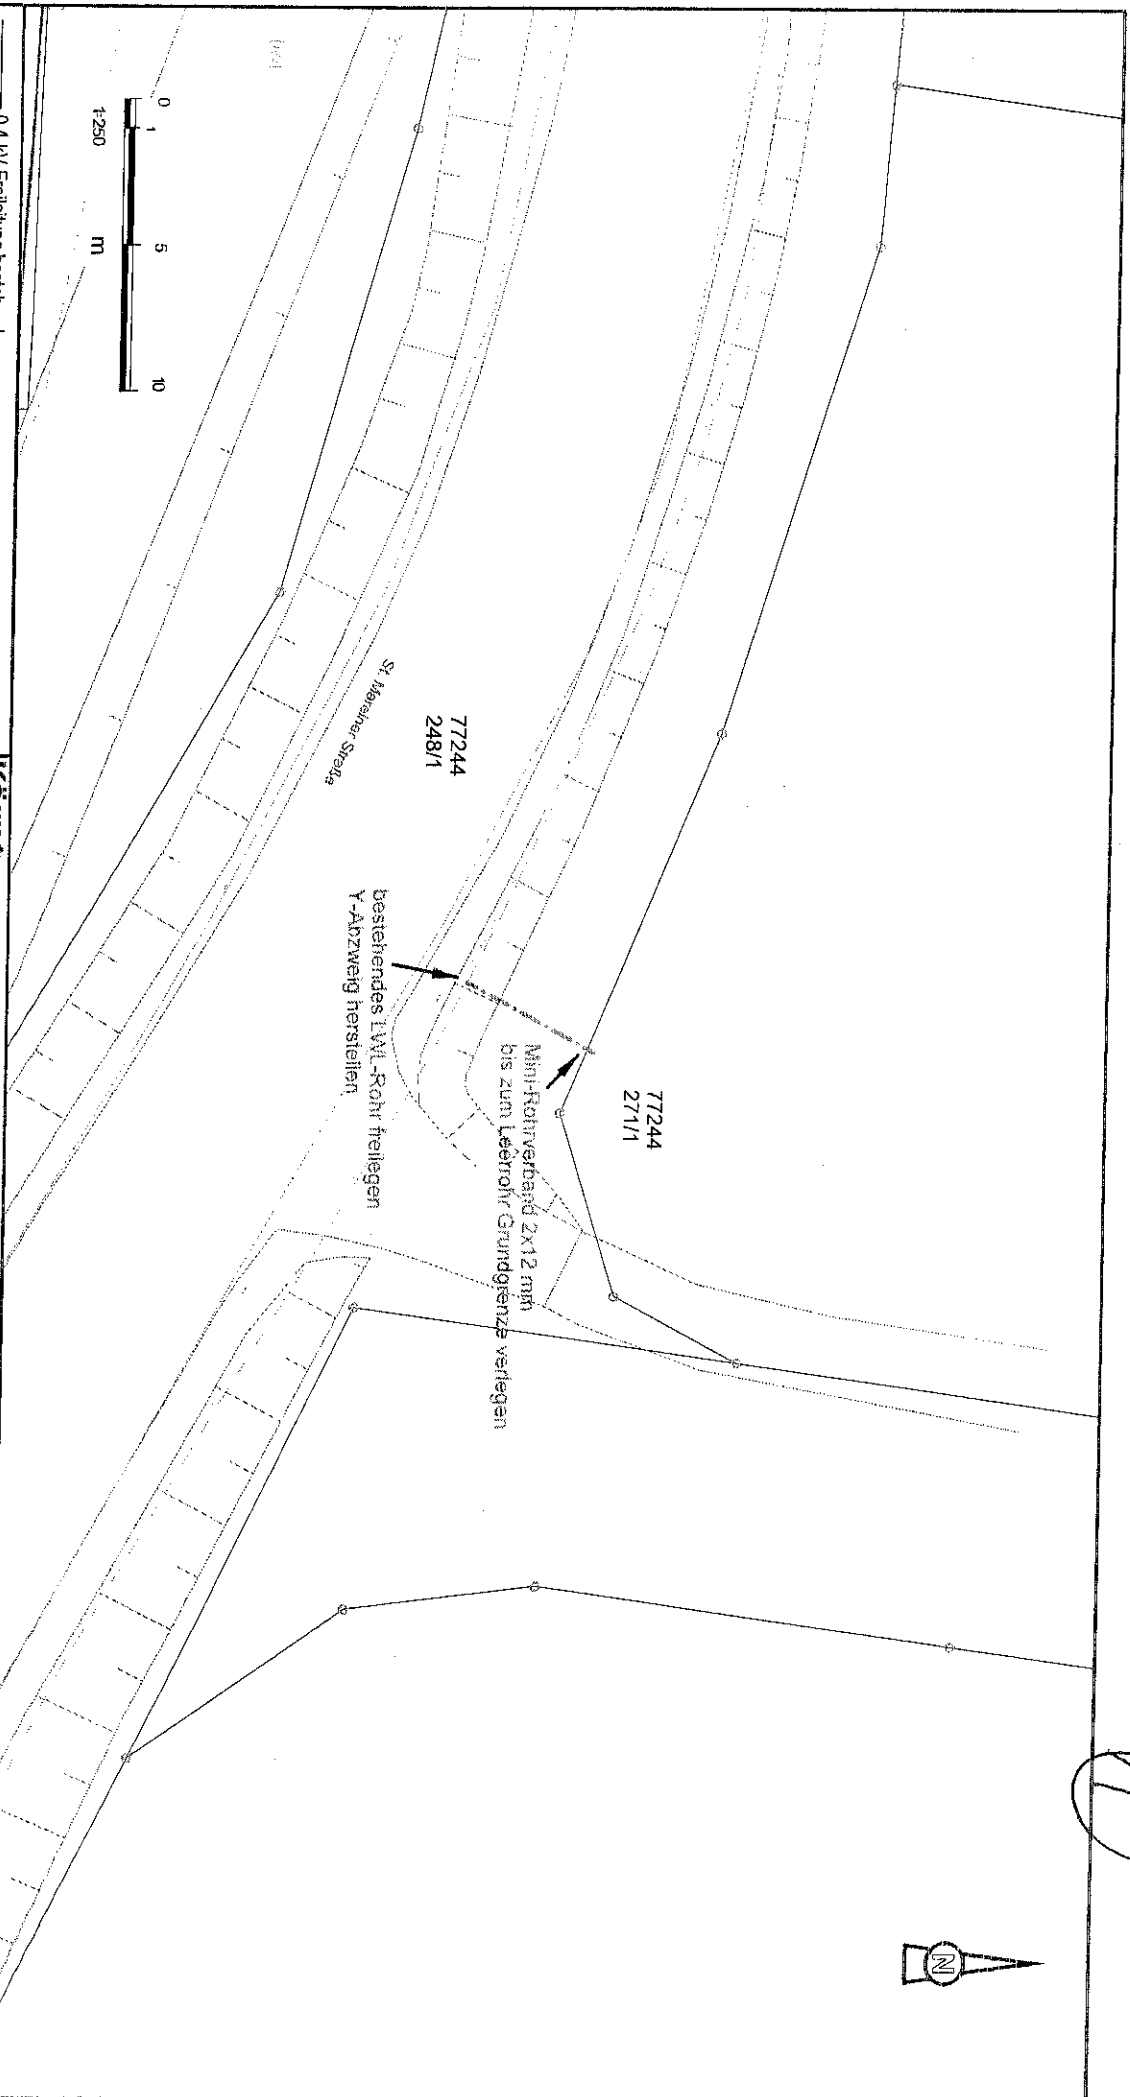 77244
271/1
Mini-Rohrverband 2x12 mm
bis zum Leerrohr Grundgrenze verlegen
77244
248/1
bestehendes LWL-Rohr freilegen
Y-Abzweig herstellen
St. Mareiner Straße
0 1 5 10
1:250 m
N